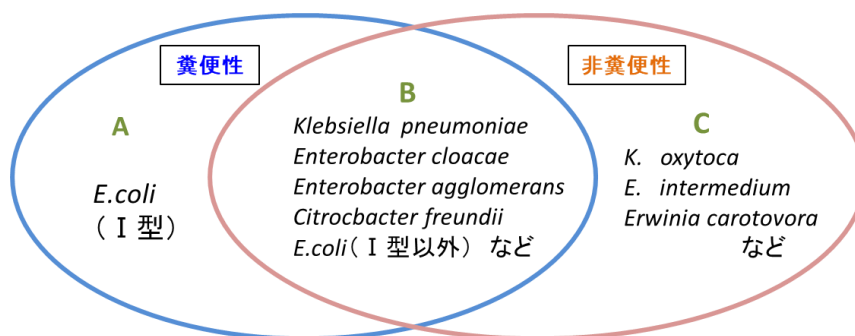 糞便性
非糞便性
A
E.coli
（Ⅰ型）
B
Klebsiella pneumoniae
Enterobacter cloacae
Enterobacter agglomerans
Citrocbacter freundii
E.coli（Ⅰ型以外） など
C
K. oxytoca
E. intermedium
Erwinia carotovora
など